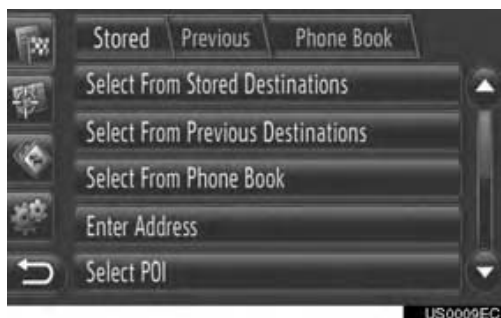 Stored Previous Phone Book
Select From Stored Destinations
Select From Previous Destinations
Select From Phone Book
Enter Address
Select POI
US0009EC